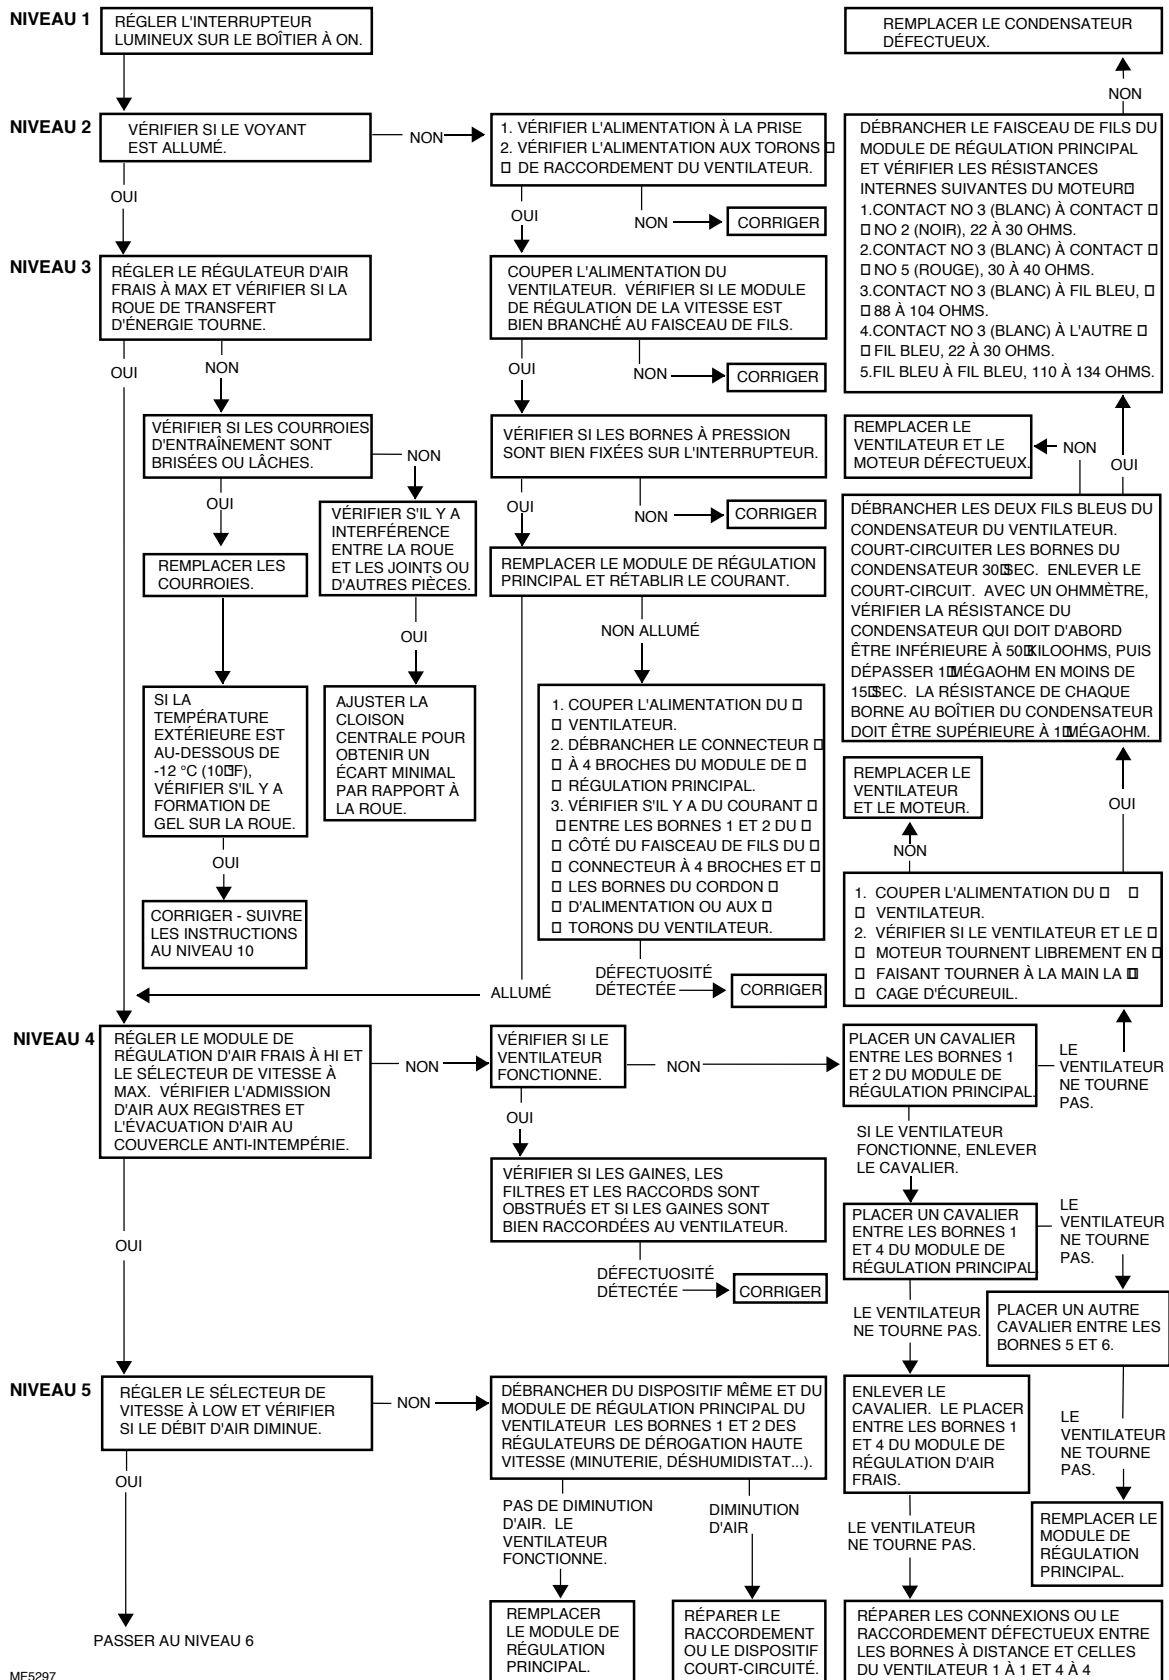 NIVEAU 1
RÉGLER L'INTERRUPTEUR
LUMINEUX SUR LE BOÎTIER À ON.
REMPLACER LE CONDENSATEUR
DÉFECTUEUX.
NON
NIVEAU 2
VÉRIFIER SI LE VOYANT
EST ALLUMÉ.
NON
1. VÉRIFIER L'ALIMENTATION À LA PRISE
2. VÉRIFIER L'ALIMENTATION AUX TORONS
DE RACCORDEMENT DU VENTILATEUR.
OUI
OUI
NON
CORRIGER
DÉBRANCHER LE FAISCEAU DE FILS DU
MODULE DE RÉGULATION PRINCIPAL
ET VÉRIFIER LES RÉSISTANCES
INTERNES SUIVANTES DU MOTEUR
1.CONTACT NO 3 (BLANC) À CONTACT
NO 2 (NOIR), 22 À 30 OHMS.
2.CONTACT NO 3 (BLANC) À CONTACT
NO 5 (ROUGE), 30 À 40 OHMS.
3.CONTACT NO 3 (BLANC) À FIL BLEU,
88 À 104 OHMS.
4.CONTACT NO 3 (BLANC) À L'AUTRE
FIL BLEU, 22 À 30 OHMS.
5.FIL BLEU À FIL BLEU, 110 À 134 OHMS.
NIVEAU 3
RÉGLER LE RÉGULATEUR D'AIR
FRAIS À MAX ET VÉRIFIER SI LA
ROUE DE TRANSFERT
D'ÉNERGIE TOURNE.
COUPER L'ALIMENTATION DU
VENTILATEUR. VÉRIFIER SI LE MODULE
DE RÉGULATION DE LA VITESSE EST
BIEN BRANCHÉ AU FAISCEAU DE FILS.
OUI
NON
OUI
NON
CORRIGER
VÉRIFIER SI LES COURROIES
D'ENTRAÎNEMENT SONT
BRISÉES OU LÂCHES.
NON
VÉRIFIER SI LES BORNES À PRESSION
SONT BIEN FIXÉES SUR L'INTERRUPTEUR.
REMPLACER LE
VENTILATEUR ET LE
MOTEUR DÉFECTUEUX.
NON
OUI
OUI
VÉRIFIER S'IL Y A
INTERFÉRENCE
ENTRE LA ROUE
ET LES JOINTS OU
D'AUTRES PIÈCES.
OUI
NON
CORRIGER
DÉBRANCHER LES DEUX FILS BLEUS DU
CONDENSATEUR DU VENTILATEUR.
COURT-CIRCUITER LES BORNES DU
CONDENSATEUR 30 SEC. ENLEVER LE
COURT-CIRCUIT. AVEC UN OHMMÈTRE,
VÉRIFIER LA RÉSISTANCE DU
CONDENSATEUR QUI DOIT D'ABORD
ÊTRE INFÉRIEURE À 50 KILOOHMS, PUIS
DÉPASSER 1 MÉGAOHM EN MOINS DE
15 SEC. LA RÉSISTANCE DE CHAQUE
BORNE AU BOÎTIER DU CONDENSATEUR
DOIT ÊTRE SUPÉRIEURE À 1 MÉGAOHM.
REMPLACER LES
COURROIES.
REMPLACER LE MODULE DE RÉGULATION
PRINCIPAL ET RÉTABLIR LE COURANT.
OUI
NON ALLUMÉ
SI LA
TEMPÉRATURE
EXTÉRIEURE EST
AU-DESSOUS DE
-12 °C (10 F),
VÉRIFIER S'IL Y A
FORMATION DE
GEL SUR LA ROUE.
AJUSTER LA
CLOISON
CENTRALE POUR
OBTENIR UN
ÉCART MINIMAL
PAR RAPPORT À
LA ROUE.
1. COUPER L'ALIMENTATION DU
VENTILATEUR.
2. DÉBRANCHER LE CONNECTEUR
À 4 BROCHES DU MODULE DE
RÉGULATION PRINCIPAL.
3. VÉRIFIER S'IL Y A DU COURANT
ENTRE LES BORNES 1 ET 2 DU
CÔTÉ DU FAISCEAU DE FILS DU
CONNECTEUR À 4 BROCHES ET
LES BORNES DU CORDON
D'ALIMENTATION OU AUX
TORONS DU VENTILATEUR.
REMPLACER LE
VENTILATEUR
ET LE MOTEUR.
OUI
NON
OUI
CORRIGER - SUIVRE
LES INSTRUCTIONS
AU NIVEAU 10
1. COUPER L'ALIMENTATION DU
VENTILATEUR.
2. VÉRIFIER SI LE VENTILATEUR ET LE
MOTEUR TOURNENT LIBREMENT EN
FAISANT TOURNER À LA MAIN LA
CAGE D'ÉCUREUIL.
DÉFECTUOSITÉ
DÉTECTÉE
CORRIGER
ALLUMÉ
NIVEAU 4
RÉGLER LE MODULE DE
RÉGULATION D'AIR FRAIS À HI ET
LE SÉLECTEUR DE VITESSE À
MAX. VÉRIFIER L'ADMISSION
D'AIR AUX REGISTRES ET
L'ÉVACUATION D'AIR AU
COUVERCLE ANTI-INTEMPÉRIE.
NON
VÉRIFIER SI LE
VENTILATEUR
FONCTIONNE.
NON
PLACER UN CAVALIER
ENTRE LES BORNES 1
ET 2 DU MODULE DE
RÉGULATION PRINCIPAL.
LE
VENTILATEUR
NE TOURNE
PAS.
OUI
SI LE VENTILATEUR
FONCTIONNE, ENLEVER
LE CAVALIER.
VÉRIFIER SI LES GAINES, LES
FILTRES ET LES RACCORDS SONT
OBSTRUÉS ET SI LES GAINES SONT
BIEN RACCORDÉES AU VENTILATEUR.
PLACER UN CAVALIER
ENTRE LES BORNES 1
ET 4 DU MODULE DE
RÉGULATION PRINCIPAL.
LE
VENTILATEUR
NE TOURNE
PAS.
OUI
DÉFECTUOSITÉ
DÉTECTÉE
CORRIGER
LE VENTILATEUR
NE TOURNE PAS.
PLACER UN AUTRE
CAVALIER ENTRE LES
BORNES 5 ET 6.
NIVEAU 5
RÉGLER LE SÉLECTEUR DE
VITESSE À LOW ET VÉRIFIER
SI LE DÉBIT D'AIR DIMINUE.
NON
DÉBRANCHER DU DISPOSITIF MÊME ET DU
MODULE DE RÉGULATION PRINCIPAL DU
VENTILATEUR LES BORNES 1 ET 2 DES
RÉGULATEURS DE DÉROGATION HAUTE
VITESSE (MINUTERIE, DÉSHUMIDISTAT...).
ENLEVER LE
CAVALIER. LE PLACER
ENTRE LES BORNES 1
ET 4 DU MODULE DE
RÉGULATION D'AIR
FRAIS.
LE
VENTILATEUR
NE TOURNE
PAS.
OUI
PAS DE DIMINUTION
D'AIR. LE
VENTILATEUR
FONCTIONNE.
DIMINUTION
D'AIR
LE VENTILATEUR
NE TOURNE PAS.
REMPLACER LE
MODULE DE
RÉGULATION
PRINCIPAL.
PASSER AU NIVEAU 6
REMPLACER
LE MODULE DE
RÉGULATION
PRINCIPAL.
RÉPARER LE
RACCORDEMENT
OU LE DISPOSITIF
COURT-CIRCUITÉ.
RÉPARER LES CONNEXIONS OU LE
RACCORDEMENT DÉFECTUEUX ENTRE
LES BORNES À DISTANCE ET CELLES
DU VENTILATEUR 1 À 1 ET 4 À 4
MF5297